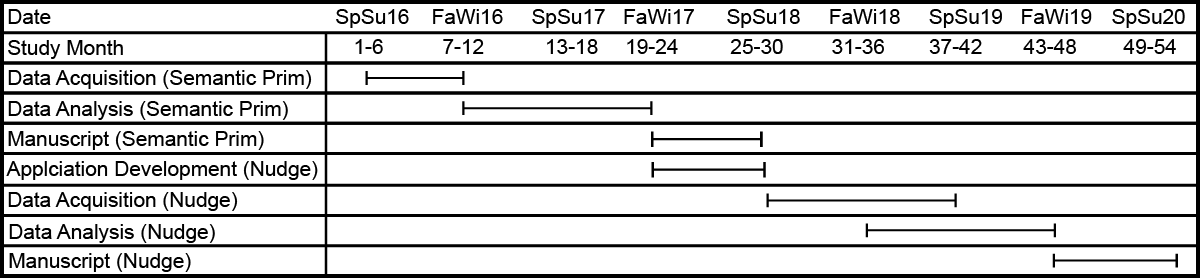 Date SpSu16 FaWi16 SpSu17 FaWi17 SpSu18 FaWi18 SpSu19 FaWi19 SpSu20
Study Month 1-6 7-12 13-18 19-24 25-30 31-36 37-42 43-48 49-54
Data Acquisition (Semantic Prim)
Data Analysis (Semantic Prim)
Manuscript (Semantic Prim)
Applciation Development (Nudge)
Data Acquisition (Nudge)
Data Analysis (Nudge)
Manuscript (Nudge)